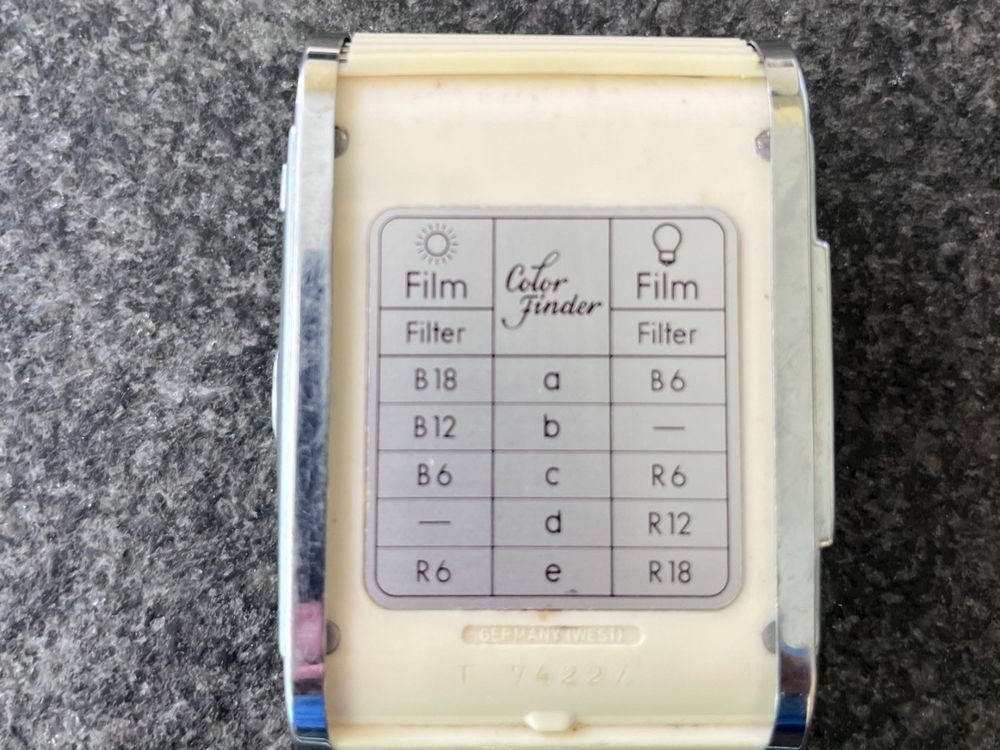 Film Color Finder Film
Filter Filter
B18 a B6
B12 b —
B6 c R6
— d R12
R6 e R18
GERMANY (WEST)
T 74227